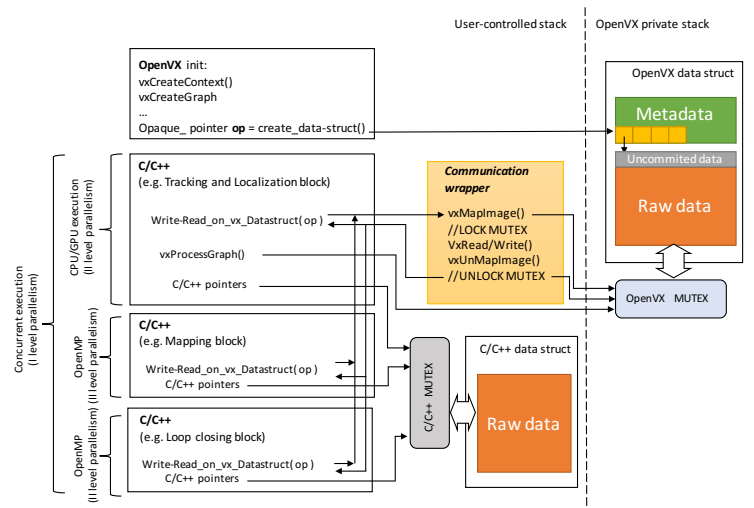 User-controlled stack
OpenVX private stack
OpenVX init:
vxCreateContext()
vxCreateGraph
...
Opaque_ pointer op = create_data-struct()
OpenVX data struct
Metadata
Uncommited data
Raw data
OpenVX MUTEX
Concurrent execution
(I level parallelism)
CPU/GPU execution
(II level parallelism)
C/C++
(e.g. Tracking and Localization block)
Write-Read_on_vx_Datastruct( op )
vxProcessGraph()
C/C++ pointers
Communication
wrapper
vxMapImage()
//LOCK MUTEX
VxRead/Write()
vxUnMapImage()
//UNLOCK MUTEX
OpenMP
(II level parallelism)
C/C++
(e.g. Mapping block)
Write-Read_on_vx_Datastruct( op )
C/C++ pointers
C/C++ MUTEX
C/C++ data struct
Raw data
OpenMP
(II level parallelism)
C/C++
(e.g. Loop closing block)
Write-Read_on_vx_Datastruct( op )
C/C++ pointers